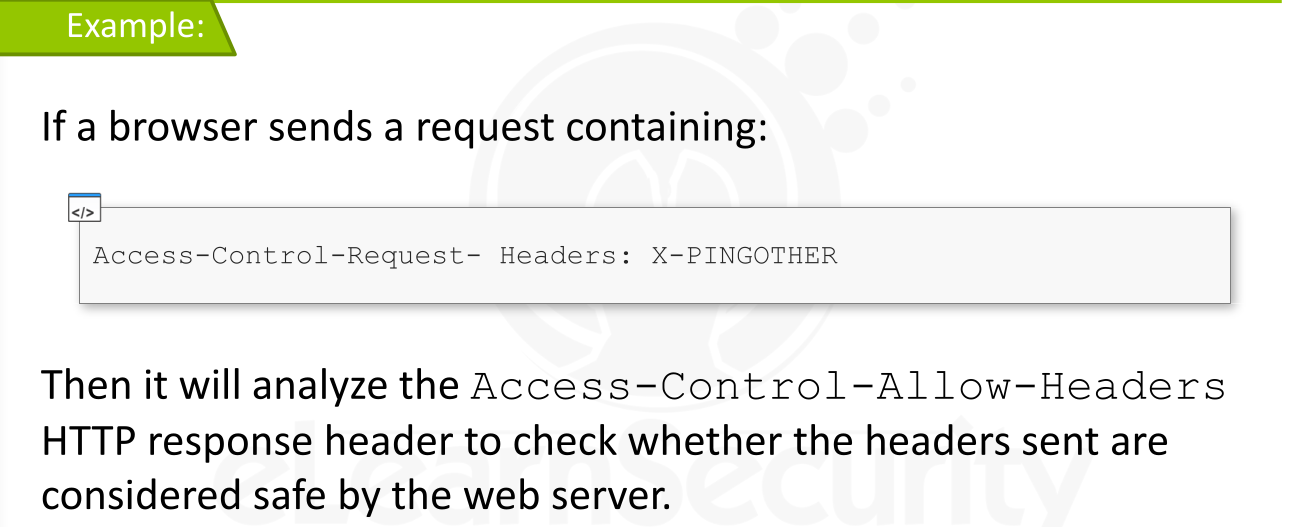 Example:
If a browser sends a request containing:
</>
Access-Control-Request- Headers: X-PINGOTHER
Then it will analyze the Access-Control-Allow-Headers
HTTP response header to check whether the headers sent are
considered safe by the web server.
eLearnSecurity